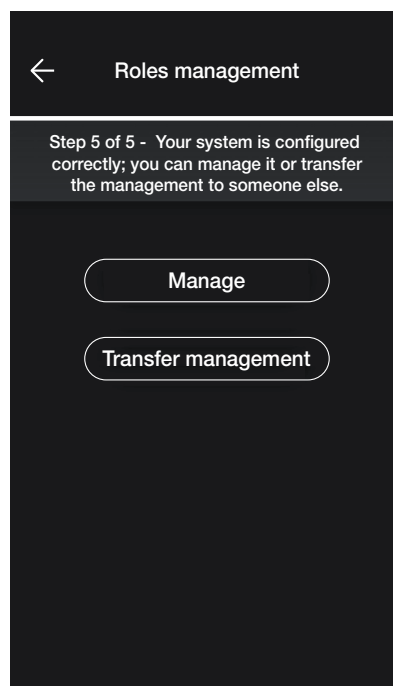 Roles management
Step 5 of 5 - Your system is configured
correctly; you can manage it or transfer
the management to someone else.
Manage
Transfer management